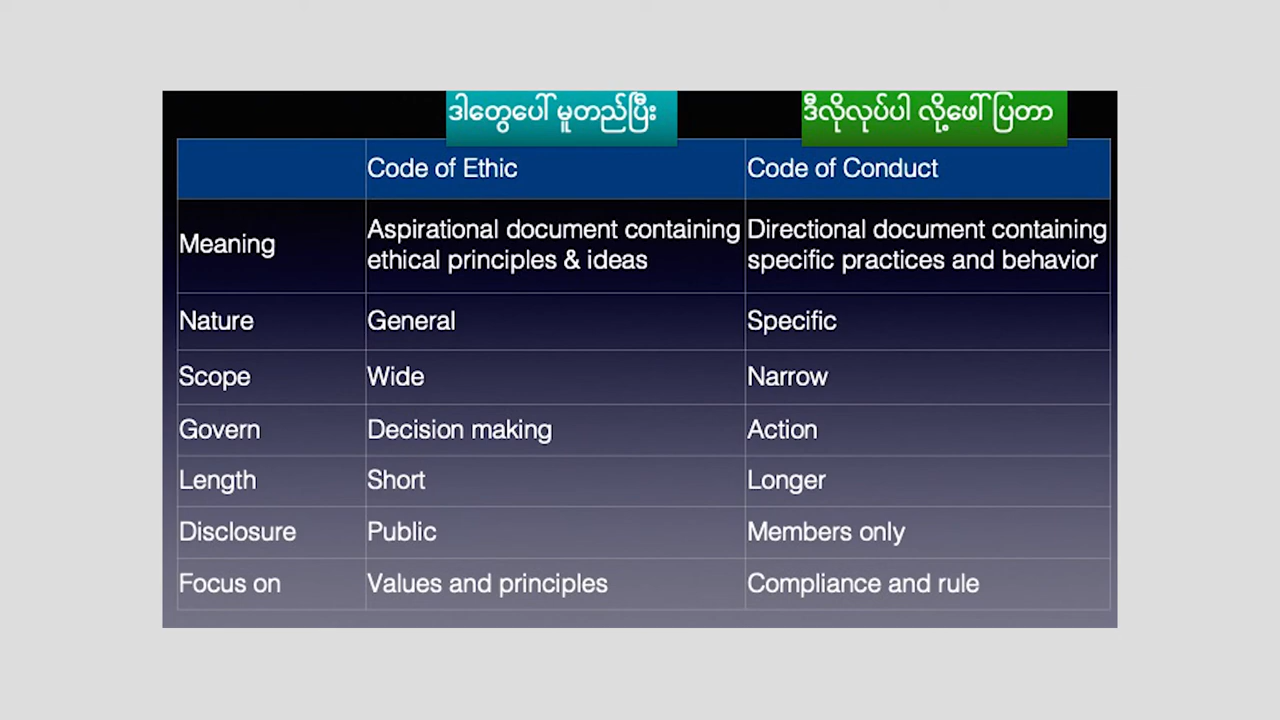 ဒါတွေပေါ် မူတည်ပြီး
ဒီလိုလုပ်ပါ လို့ဖော်ပြတာ
Code of Ethic
Code of Conduct
Meaning
Aspirational document containing
ethical principles & ideas
Directional document containing
specific practices and behavior
Nature
General
Specific
Scope
Wide
Narrow
Govern
Decision making
Action
Length
Short
Longer
Disclosure
Public
Members only
Focus on
Values and principles
Compliance and rule